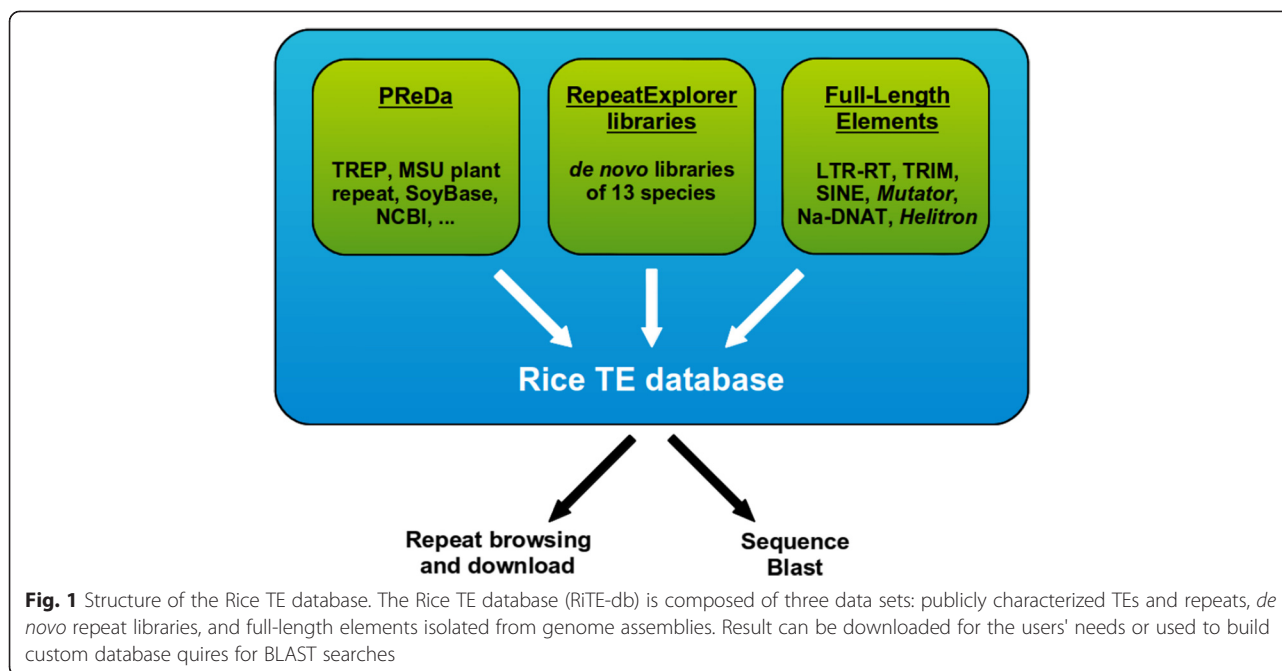 PReDa
TREP, MSU plant
repeat, SoyBase,
NCBI, ...
RepeatExplorer
libraries
de novo libraries
of 13 species
Full-Length
Elements
LTR-RT, TRIM,
SINE, Mutator,
Na-DNAT, Helitron
Rice TE database
Repeat browsing
and download
Sequence
Blast
Fig. 1 Structure of the Rice TE database. The Rice TE database (RiTE-db) is composed of three data sets: publicly characterized TEs and repeats, de
novo repeat libraries, and full-length elements isolated from genome assemblies. Result can be downloaded for the users' needs or used to build
custom database quires for BLAST searches